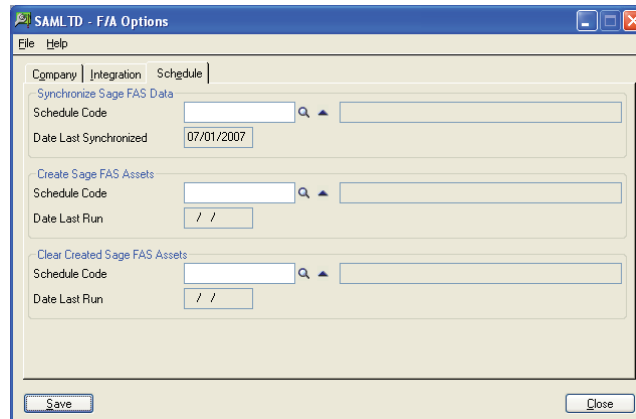 SAMLTD - F/A Options
File Help
Company Integration Schedule
Synchronize Sage FAS Data
Schedule Code
Date Last Synchronized 07/01/2007
Create Sage FAS Assets
Schedule Code
Date Last Run / /
Clear Created Sage FAS Assets
Schedule Code
Date Last Run / /
Save Close